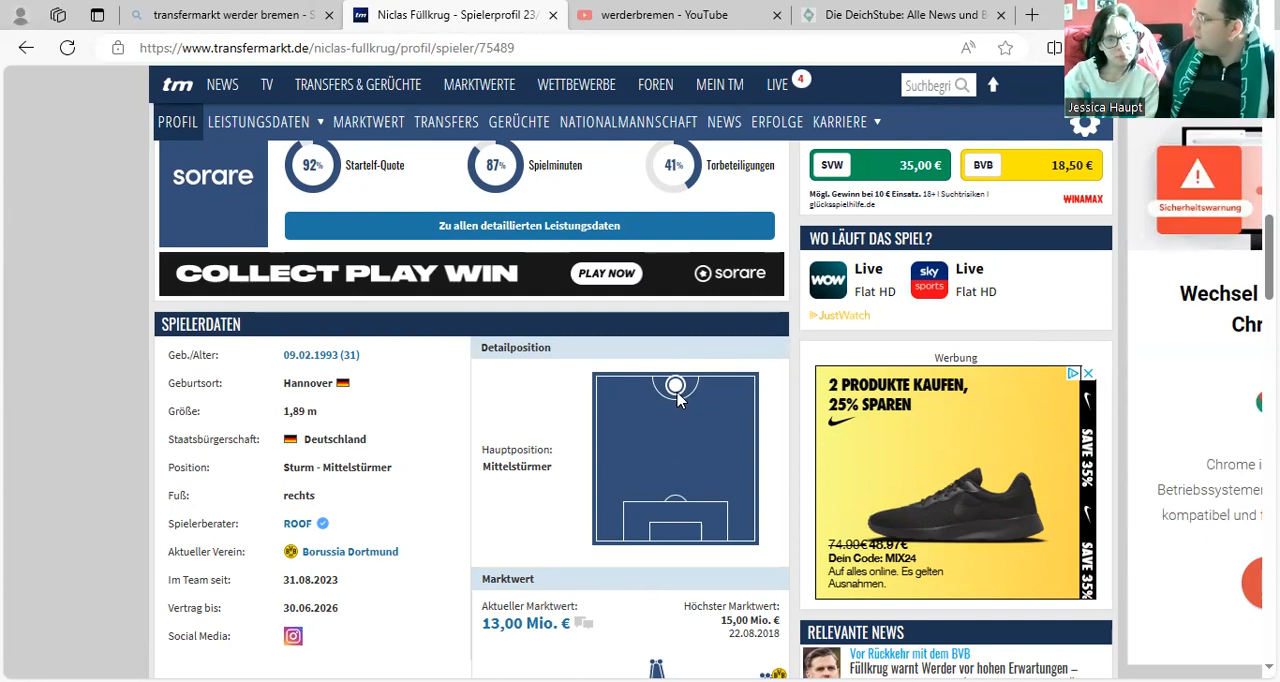 transfermarkt werder bremen - S
Niclas Füllkrug - Spielerprofil 23/
werderbremen - YouTube
Die DeichStube: Alle News und B
https://www.transfermarkt.de/niclas-fullkrug/profil/spieler/75489
Jessica Haupt
tm NEWS TV TRANSFERS & GERÜCHTE MARKTWERTE WETTBEWERBE FOREN MEIN TM LIVE 4
Suchbegri
PROFIL LEISTUNGSDATEN MARKTWERT TRANSFERS GERÜCHTE NATIONALMANNSCHAFT NEWS ERFOLGE KARRIERE
sorare
92% Startelf-Quote 87% Spielminuten 41% Torbeteiligungen
Zu allen detaillierten Leistungsdaten
COLLECT PLAY WIN PLAY NOW sorare
SPIELERDATEN
Geb./Alter: 09.02.1993 (31)
Geburtsort: Hannover
Größe: 1,89 m
Staatsbürgerschaft: Deutschland
Position: Sturm - Mittelstürmer
Fuß: rechts
Spielerberater: ROOF
Aktueller Verein: Borussia Dortmund
Im Team seit: 31.08.2023
Vertrag bis: 30.06.2026
Social Media:
Detailposition
Hauptposition:
Mittelstürmer
Marktwert
Aktueller Marktwert:
13,00 Mio. €
Höchster Marktwert:
15,00 Mio. €
22.08.2018
SVW 35,00 € BVB 18,50 €
Mögl. Gewinn bei 10 € Einsatz. 18+ I Suchtrisiken I
glücksspielhilfe.de
WINAMAX
WO LÄUFT DAS SPIEL?
WOW Live
Flat HD
sky sports Live
Flat HD
JustWatch
Werbung
2 PRODUKTE KAUFEN,
25% SPAREN
SAVE 35%
SAVE 35%
74.99€ 48.97€
Dein Code: MIX24
Auf alles online. Es gelten
Ausnahmen.
RELEVANTE NEWS
Vor Rückkehr mit dem BVB
Füllkrug warnt Werder vor hohen Erwartungen –
Sicherheitswarnung
Wechsel
Chr
Chrome i
Betriebssysteme
kompatibel und f